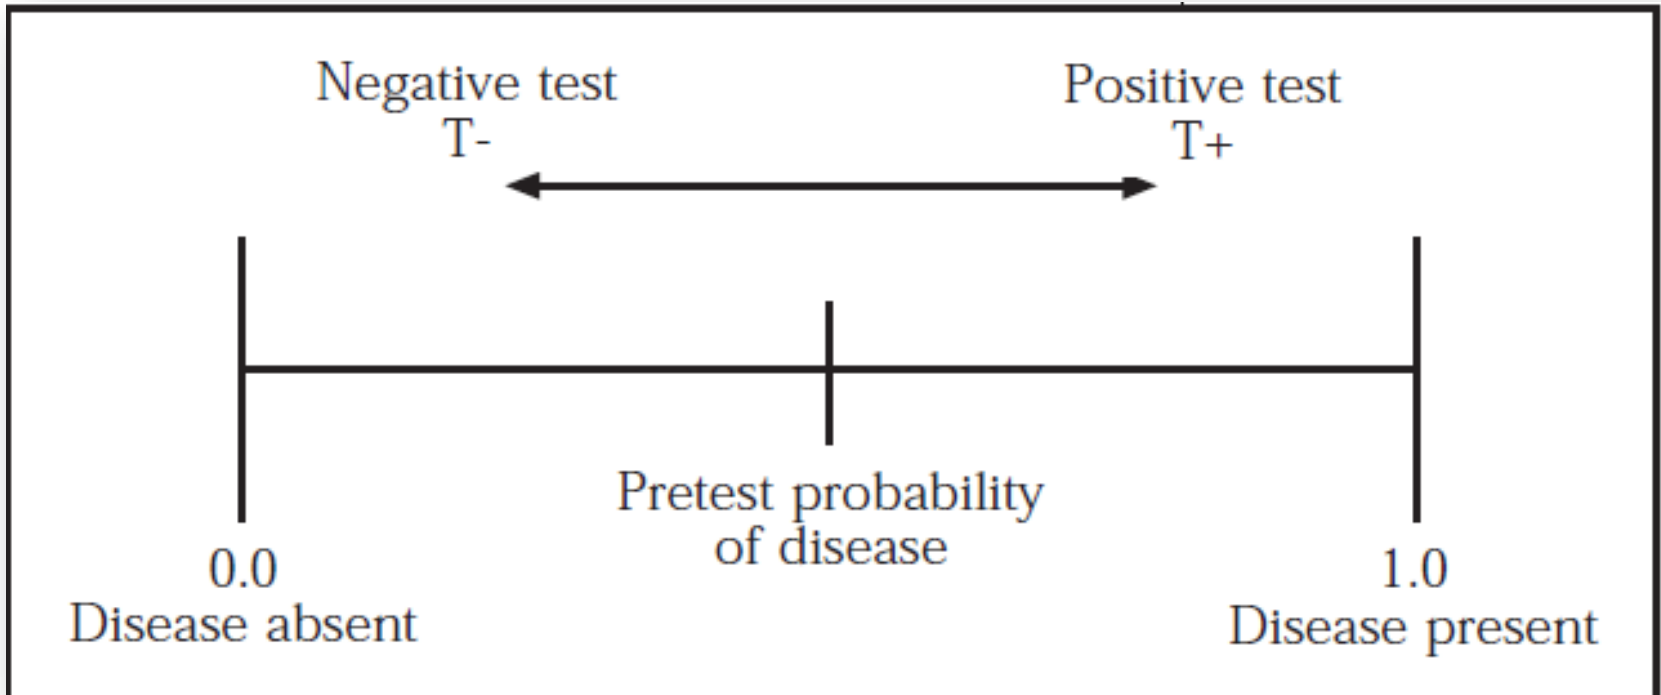 Negative test
T-
Positive test
T+
Pretest probability
of disease
0.0
Disease absent
1.0
Disease present